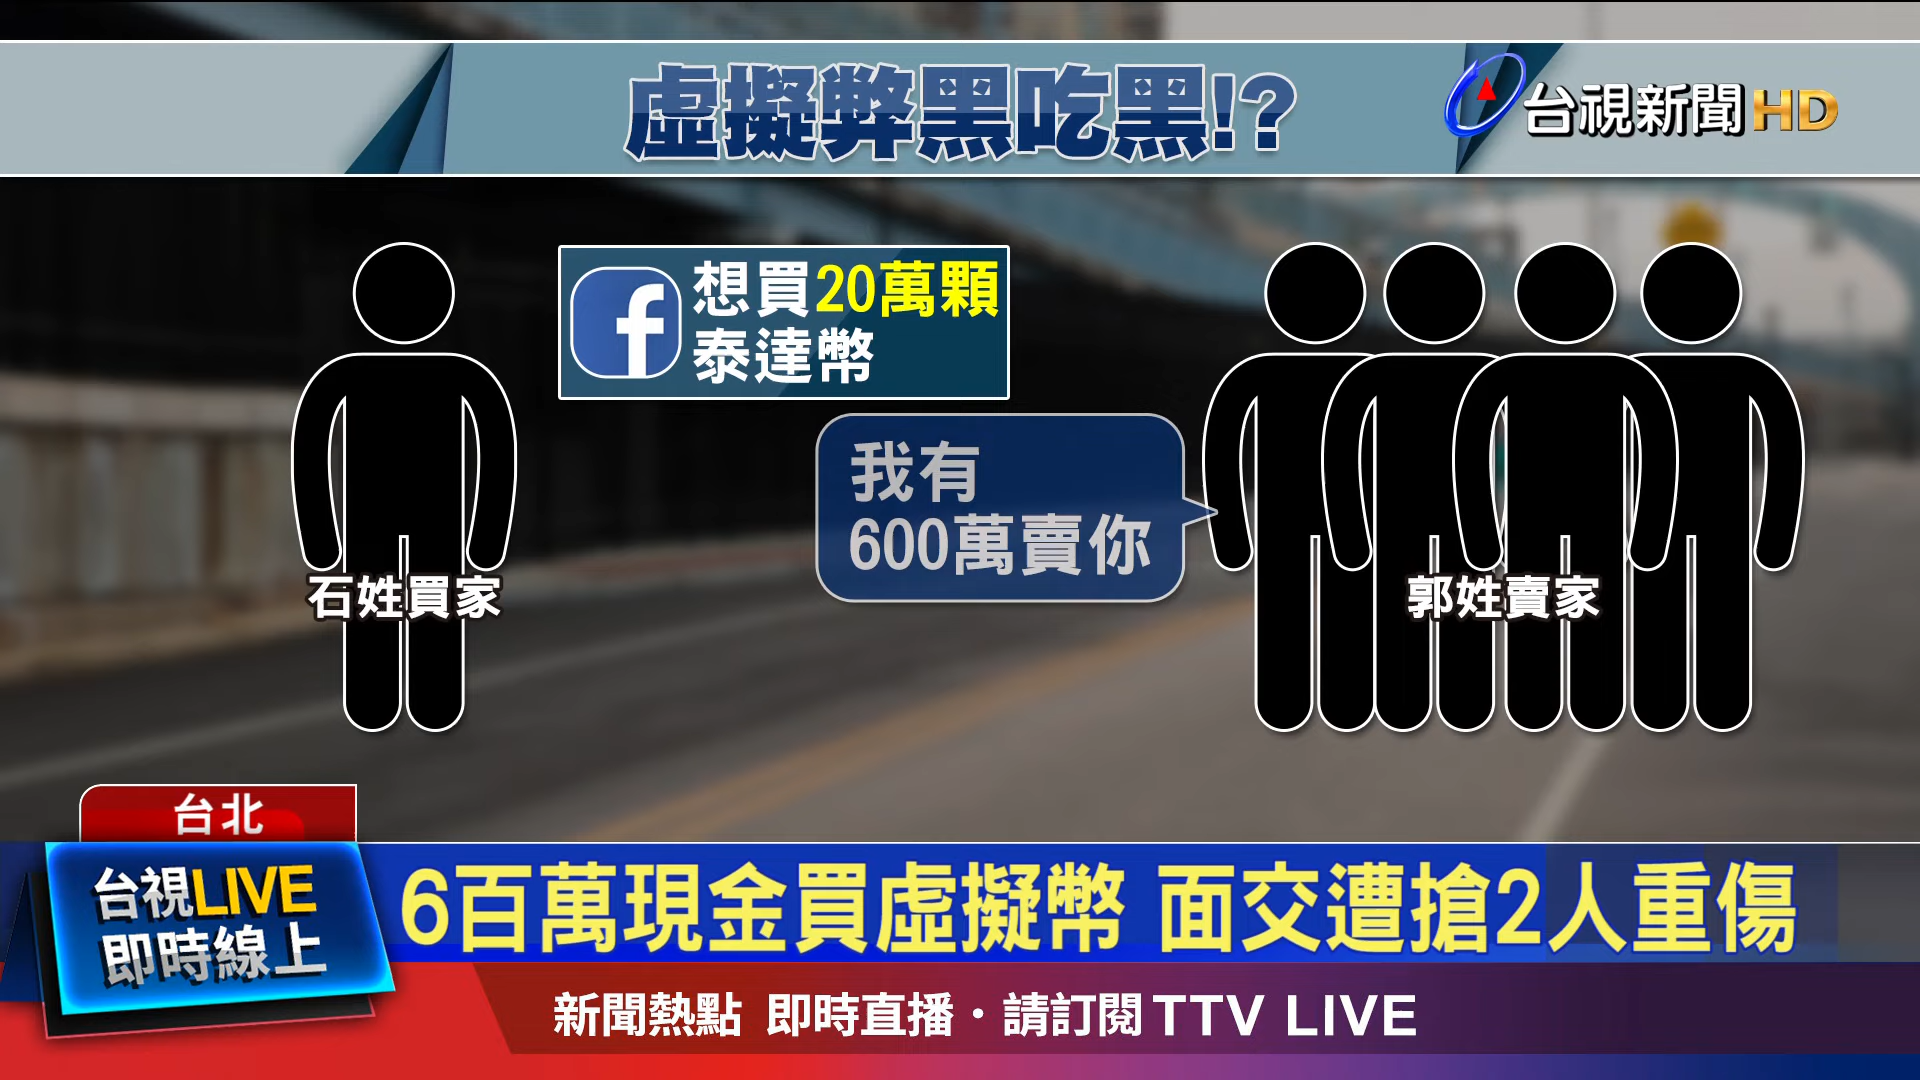 虛擬弊黑吃黑!?
台視新聞HD
想買20萬顆
泰達幣
我有
600萬賣你
石姓買家
郭姓賣家
台北
台視LIVE
即時線上
6百萬現金買虛擬幣 面交遭搶2人重傷
新聞熱點 即時直播・請訂閱TTV LIVE